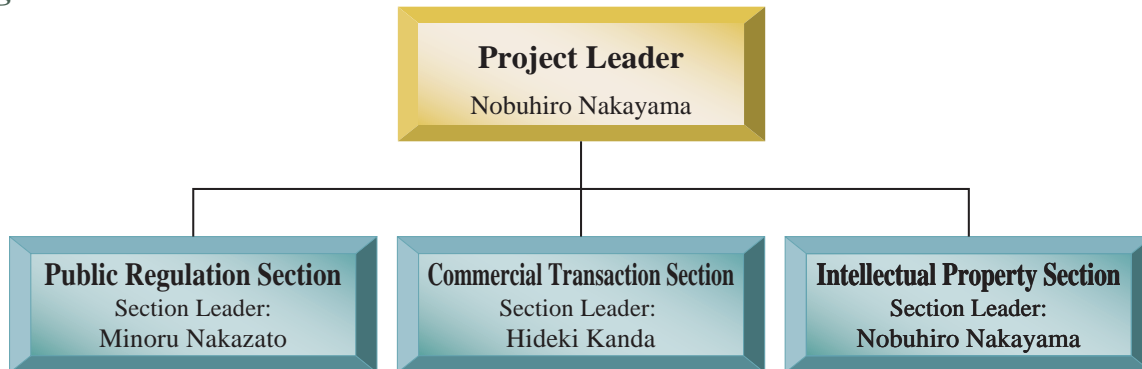 Project Leader
Nobuhiro Nakayama
Public Regulation Section
Section Leader:
Minoru Nakazato
Commercial Transaction Section
Section Leader:
Hideki Kanda
Intellectual Property Section
Section Leader:
Nobuhiro Nakayama